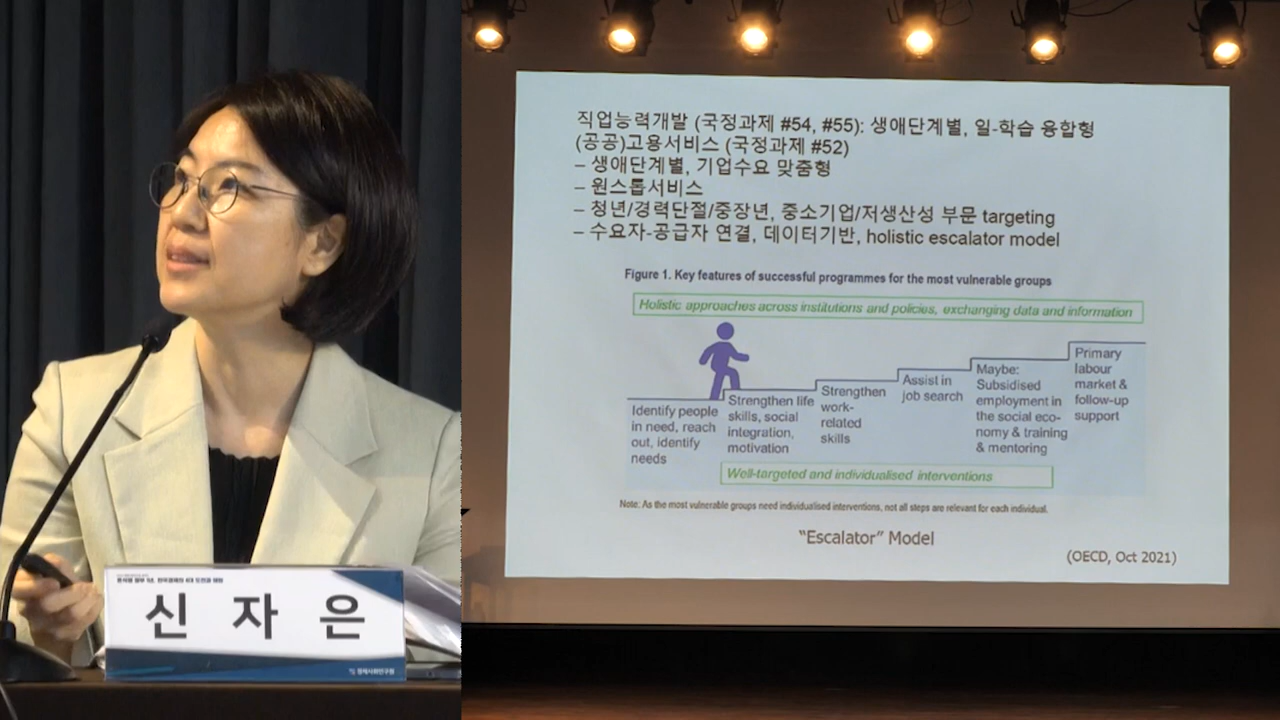 신 자 은
경제사회연구원
직업능력개발 (국정과제 #54, #55): 생애단계별, 일-학습 융합형
(공공)고용서비스 (국정과제 #52)
– 생애단계별, 기업수요 맞춤형
– 원스톱서비스
– 청년/경력단절/중장년, 중소기업/저생산성 부문 targeting
– 수요자-공급자 연결, 데이터기반, holistic escalator model
Figure 1. Key features of successful programmes for the most vulnerable groups
Holistic approaches across institutions and policies, exchanging data and information
Identify people
in need, reach
out, identify
needs
Strengthen life
skills, social
integration,
motivation
Strengthen
work-
related
skills
Assist in
job search
Maybe:
Subsidised
employment in
the social eco-
nomy & training
& mentoring
Primary
labour
market &
follow-up
support
Well-targeted and individualised interventions
Note: As the most vulnerable groups need individualised interventions, not all steps are relevant for each individual.
“Escalator” Model
(OECD, Oct 2021)